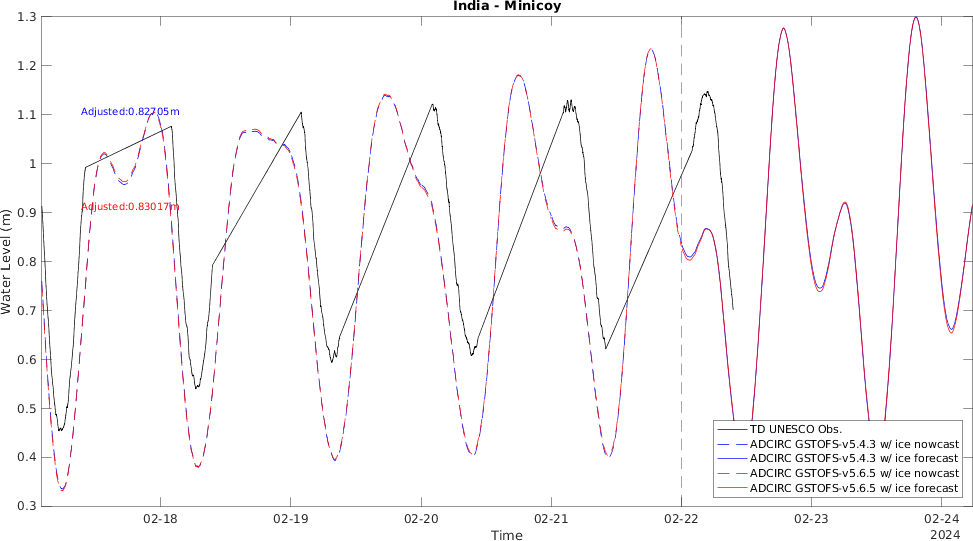 India - Minicoy
1.3
1.2
1.1
1
0.9
0.8
0.7
0.6
0.5
0.4
0.3
Water Level (m)
Adjusted:0.82705m
Adjusted:0.83017m
TD UNESCO Obs.
ADCIRC GSTOFS-v5.4.3 w/ ice nowcast
ADCIRC GSTOFS-v5.4.3 w/ ice forecast
ADCIRC GSTOFS-v5.6.5 w/ ice nowcast
ADCIRC GSTOFS-v5.6.5 w/ ice forecast
02-18 02-19 02-20 02-21 02-22 02-23 02-24
Time
2024